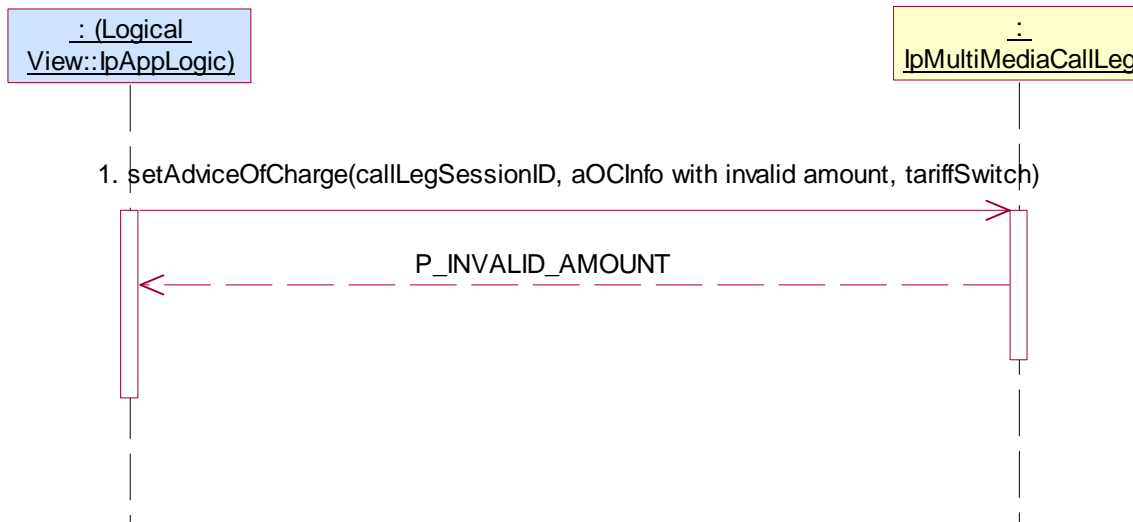 : (Logical
View::IpAppLogic)
:
IpMultiMediaCallLeg
1. setAdviceOfCharge(callLegSessionID, aOCInfo with invalid amount, tariffSwitch)
P_INVALID_AMOUNT